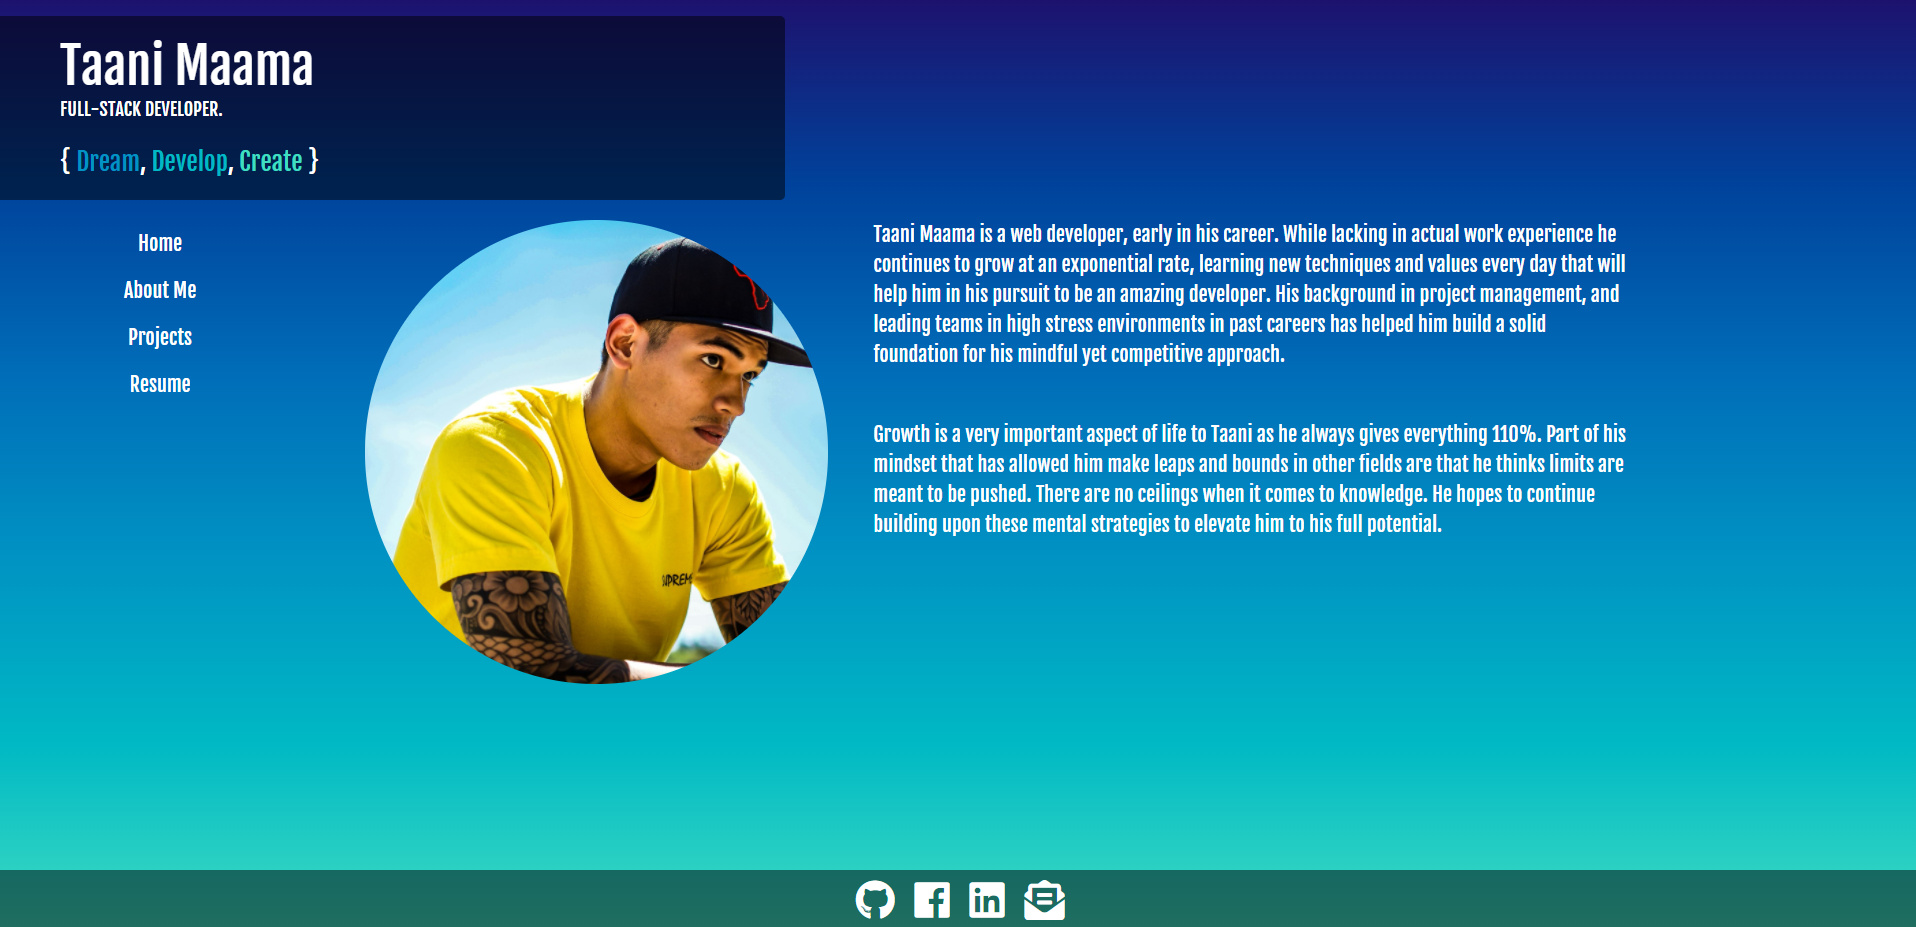 Taani Maama
FULL-STACK DEVELOPER.
{ Dream, Develop, Create }
Home
About Me
Projects
Resume
SUPREME
Taani Maama is a web developer, early in his career. While lacking in actual work experience he
continues to grow at an exponential rate, learning new techniques and values every day that will
help him in his pursuit to be an amazing developer. His background in project management, and
leading teams in high stress environments in past careers has helped him build a solid
foundation for his mindful yet competitive approach.
Growth is a very important aspect of life to Taani as he always gives everything 110%. Part of his
mindset that has allowed him make leaps and bounds in other fields are that he thinks limits are
meant to be pushed. There are no ceilings when it comes to knowledge. He hopes to continue
building upon these mental strategies to elevate him to his full potential.